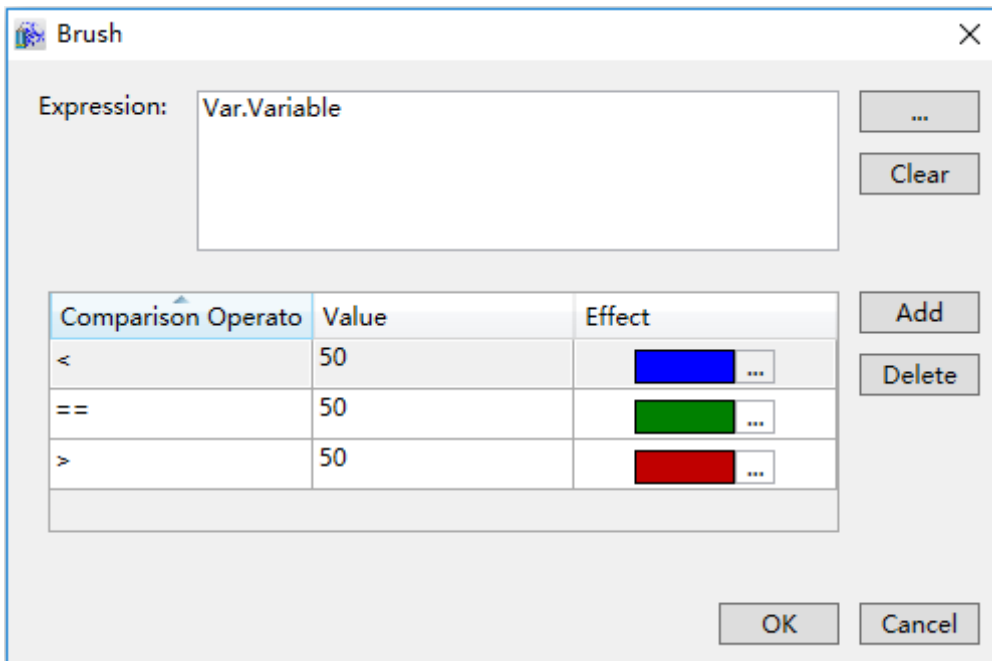 Brush
Expression:
Var.Variable
...
Clear
Comparison Operato Value Effect
< 50 ...
== 50 ...
> 50 ...
Add
Delete
OK Cancel